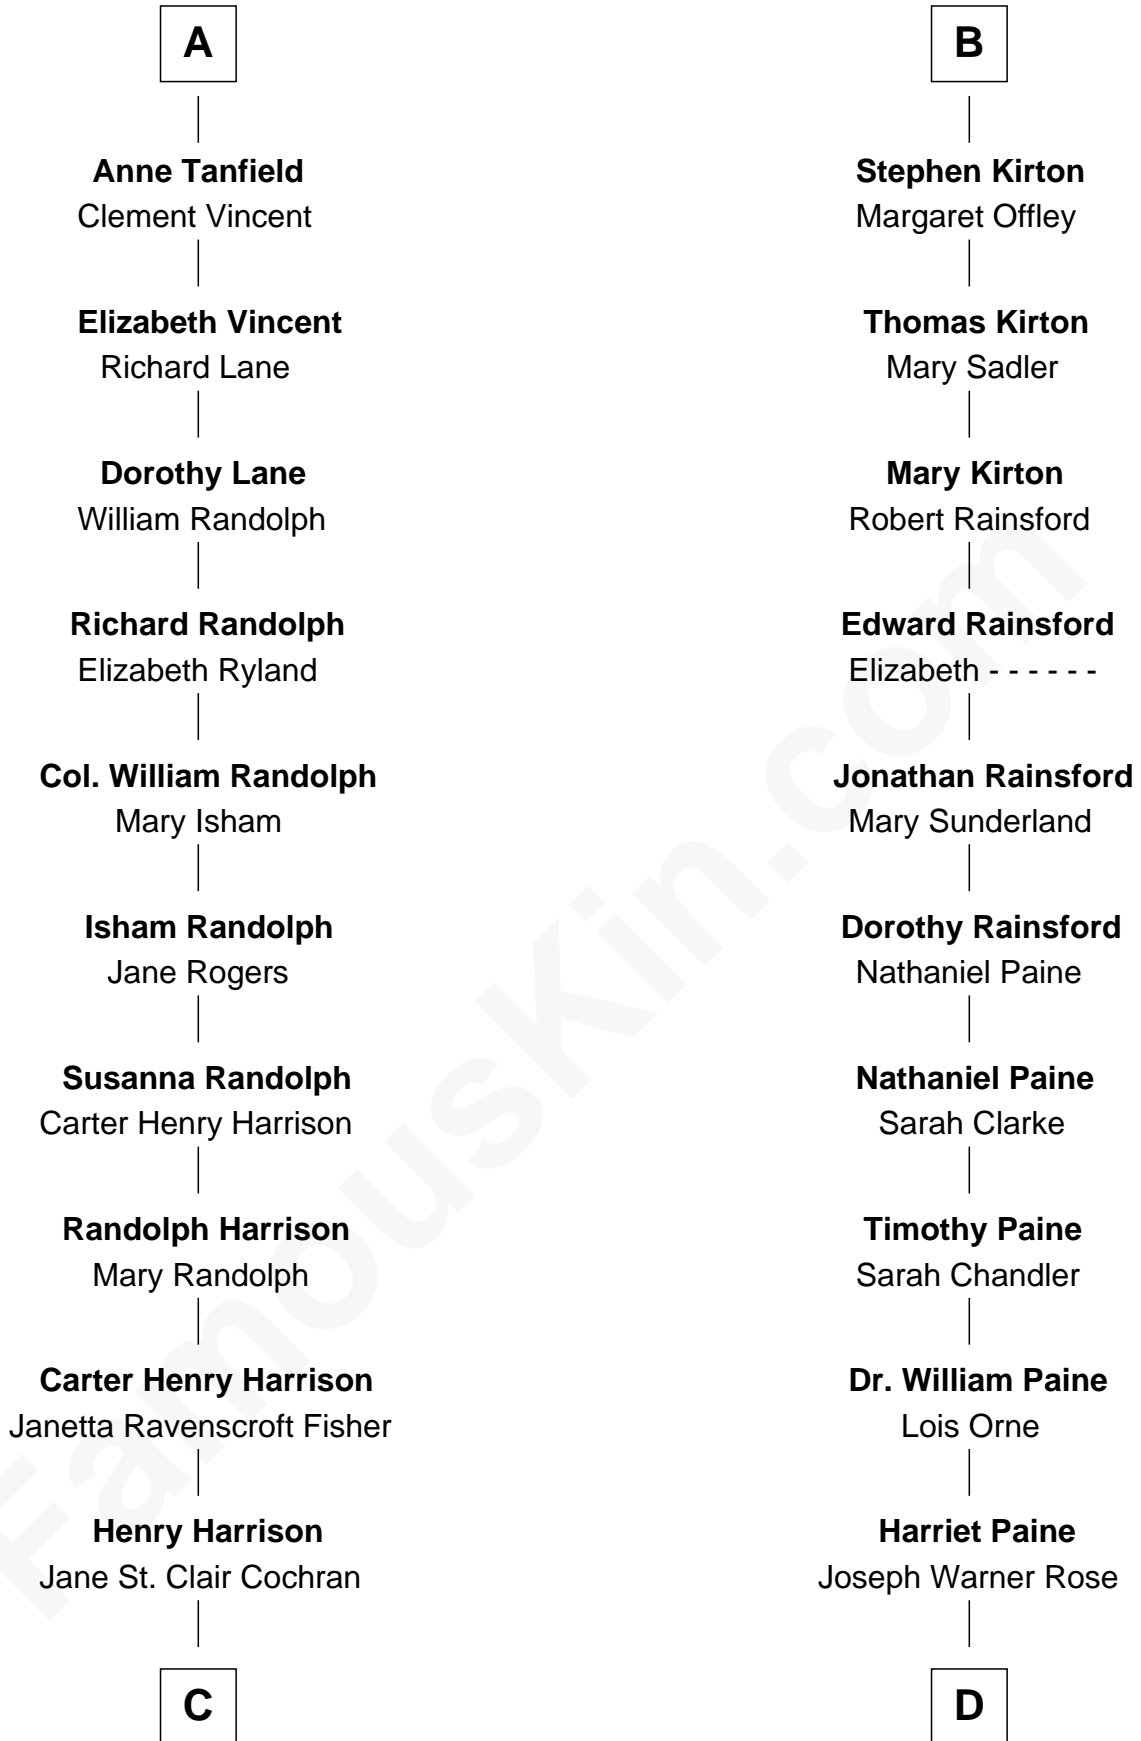 A
Anne Tanfield
Clement Vincent
Elizabeth Vincent
Richard Lane
Dorothy Lane
William Randolph
Richard Randolph
Elizabeth Ryland
Col. William Randolph
Mary Isham
Isham Randolph
Jane Rogers
Susanna Randolph
Carter Henry Harrison
Randolph Harrison
Mary Randolph
Carter Henry Harrison
Janetta Ravenscroft Fisher
Henry Harrison
Jane St. Clair Cochran
C
B
Stephen Kirton
Margaret Offley
Thomas Kirton
Mary Sadler
Mary Kirton
Robert Rainsford
Edward Rainsford
Elizabeth - - - - - -
Jonathan Rainsford
Mary Sunderland
Dorothy Rainsford
Nathaniel Paine
Nathaniel Paine
Sarah Clarke
Timothy Paine
Sarah Chandler
Dr. William Paine
Lois Orne
Harriet Paine
Joseph Warner Rose
D
FamousKin.com